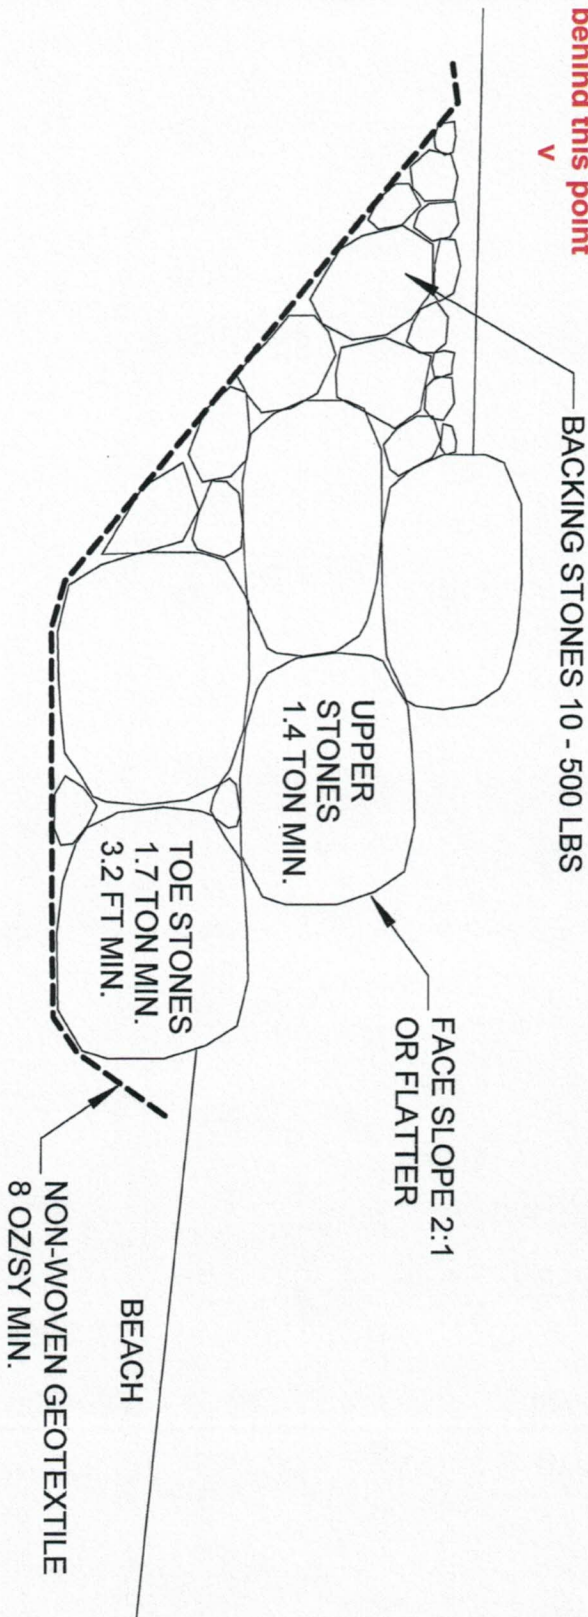 behind this point
v
BACKING STONES 10 - 500 LBS
UPPER
STONES
1.4 TON MIN.
FACE SLOPE 2:1
OR FLATTER
TOE STONES
1.7 TON MIN.
3.2 FT MIN.
BEACH
NON-WOVEN GEOTEXTILE
8 OZ/SY MIN.